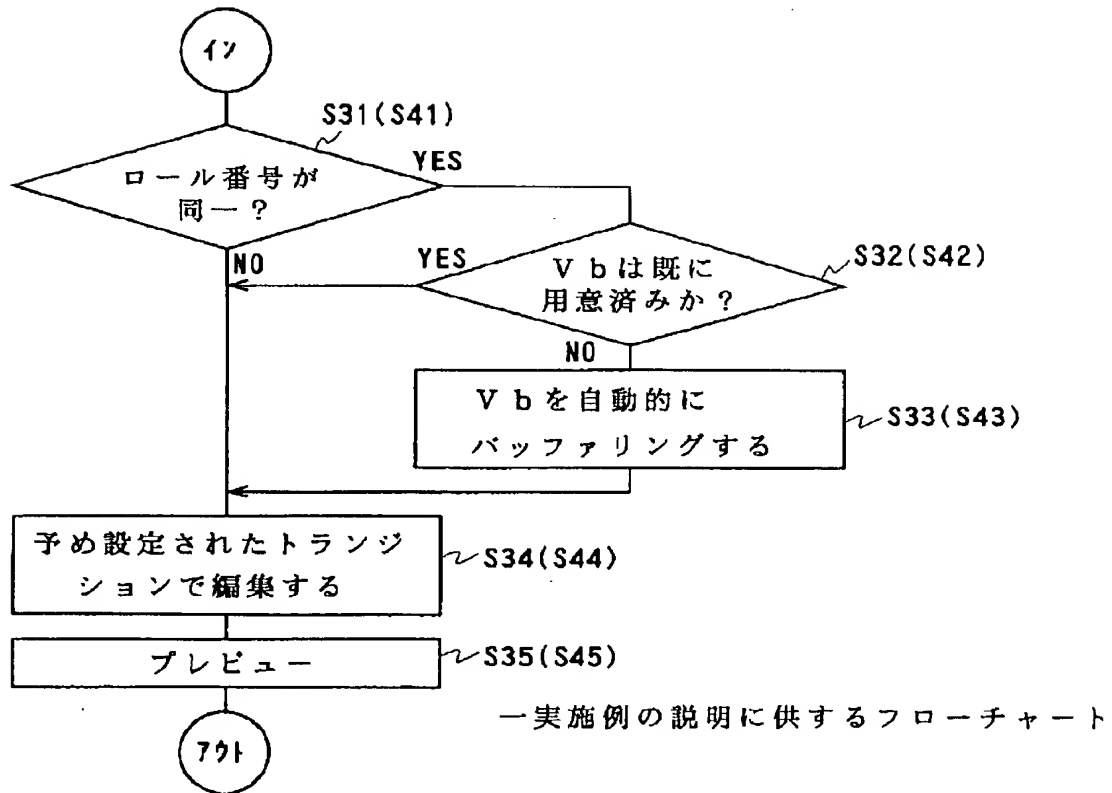 イン
S31(S41)
ロール番号が
同一？
YES
NO
YES
Vbは既に
用意済みか？
S32(S42)
NO
Vbを自動的に
バッファリングする
S33(S43)
予め設定されたトランジ
ションで編集する
S34(S44)
プレビュー
S35(S45)
アウト
一実施例の説明に供するフローチャート